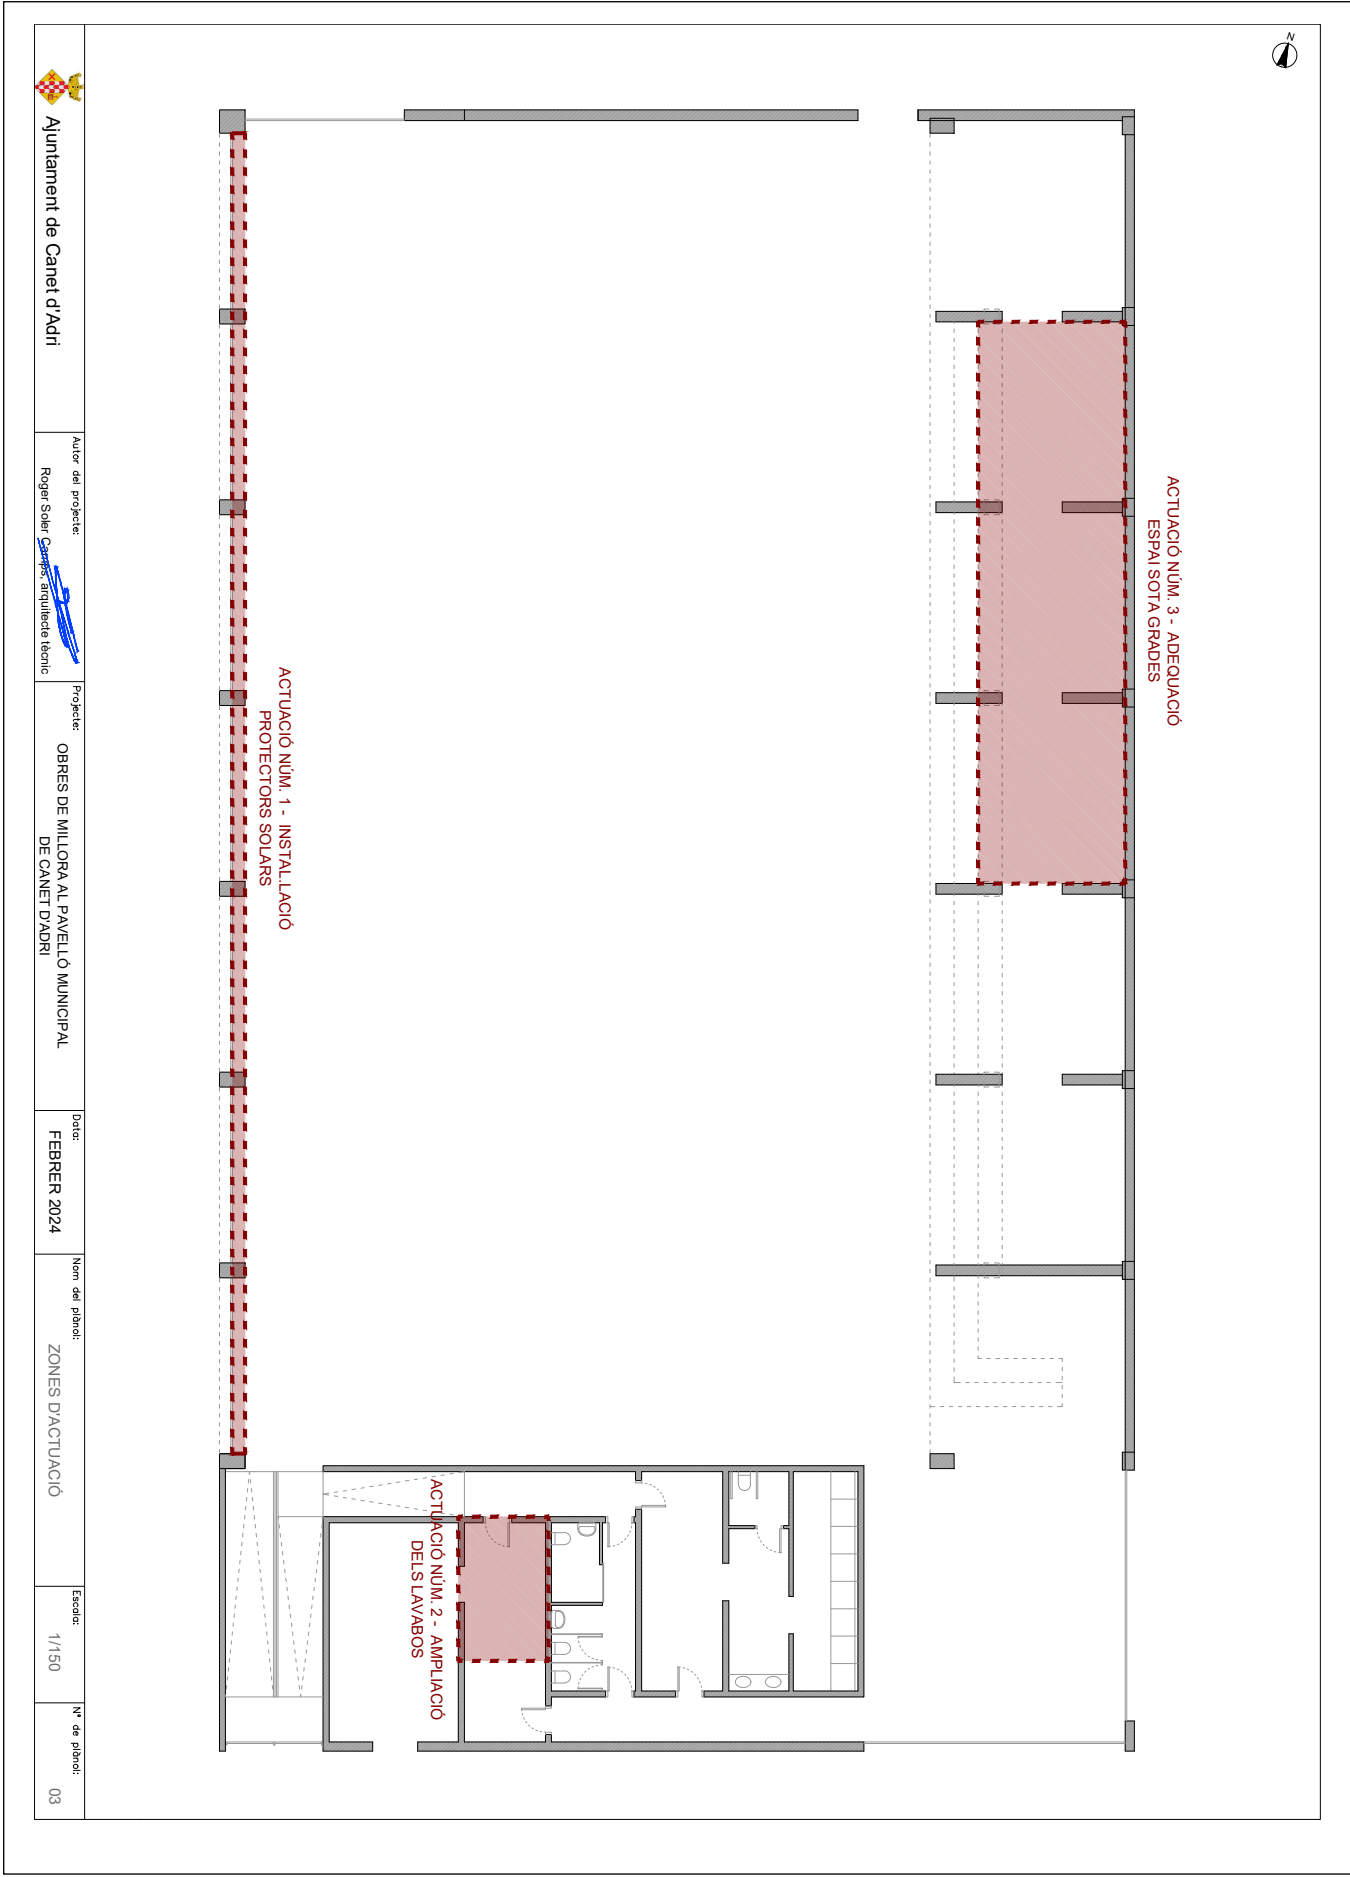 N
ACTUACIÓ NÚM. 3 - ADEQUACIÓ
ESPAI SOTA GRADES
ACTUACIÓ NÚM. 1 - INSTAL.LACIÓ
PROTECTORS SOLARS
ACTUACIÓ NÚM. 2 - AMPLIACIÓ
DELS LAVABOS
Ajuntament de Canet d'Adri
Autor del projecte:
Roger Soler Camps, arquitecte tècnic
Projecte:
OBRES DE MILLORA AL PAVELLÓ MUNICIPAL
DE CANET D'ADRI
Data:
FEBRER 2024
Nom del plànol:
ZONES D'ACTUACIÓ
Escala:
1/150
Nº de plànol:
03